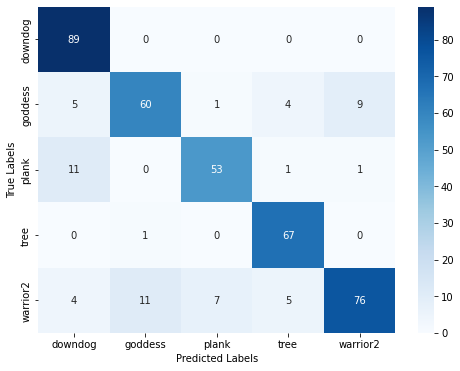 True Labels
downdog 89 0 0 0 0
goddess 5 60 1 4 9
plank 11 0 53 1 1
tree 0 1 0 67 0
warrior2 4 11 7 5 76
downdog goddess plank tree warrior2
Predicted Labels
80
70
60
50
40
30
20
10
0